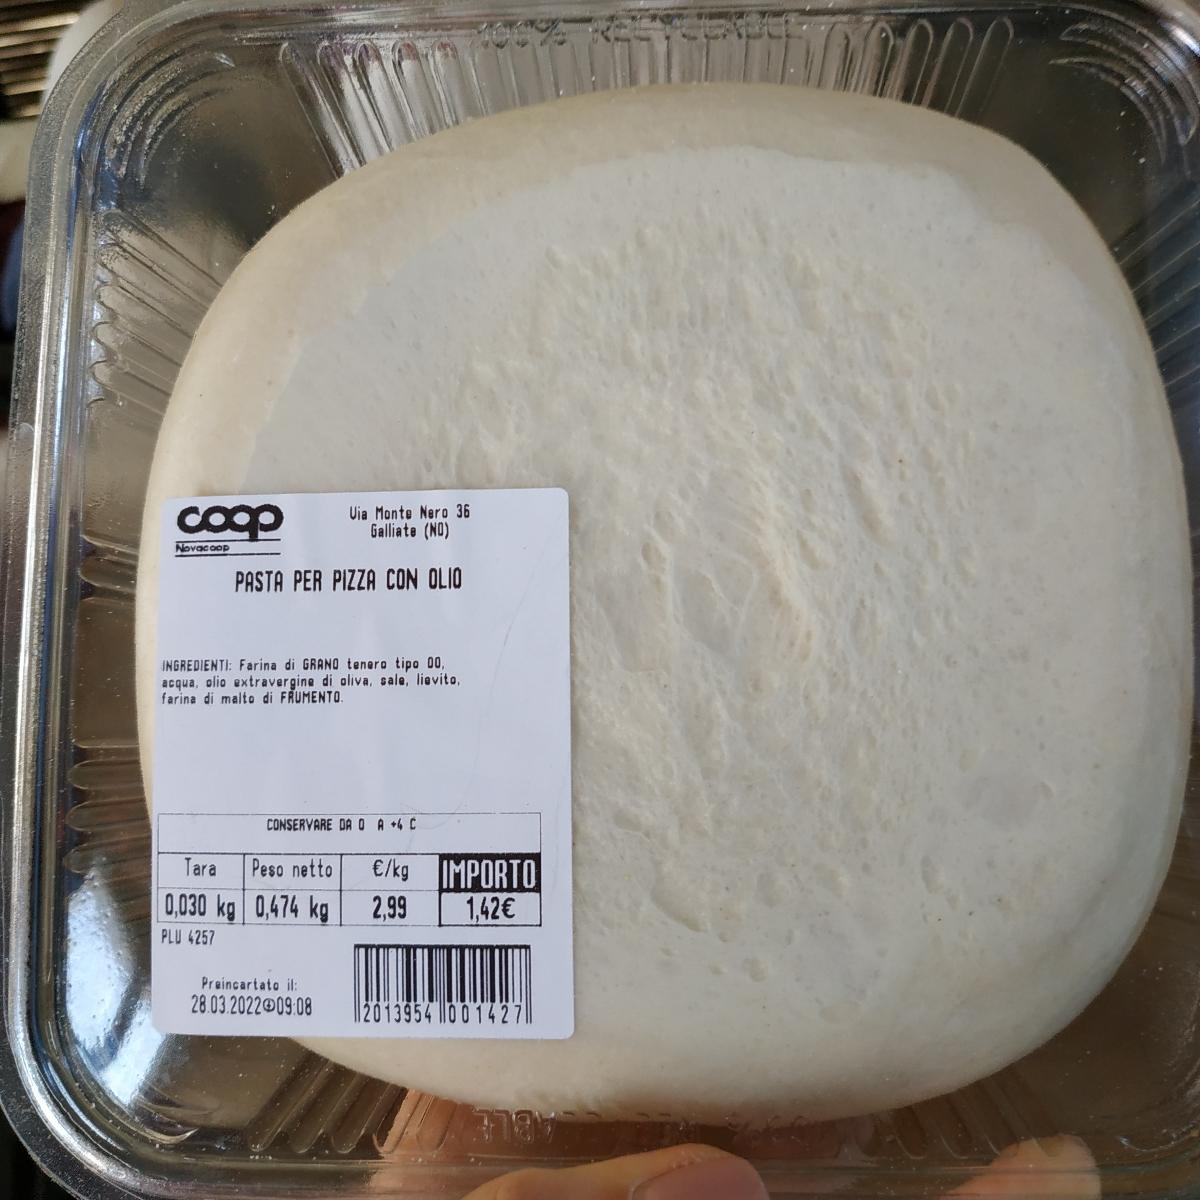 100% RECYCLABLE
coop
Novacoop
Via Monte Nero 36
Galliate (NO)
PASTA PER PIZZA CON OLIO
INGREDIENTI: Farina di GRANO tenero tipo 00,
acqua, olio extravergine di oliva, sale, lievito,
farina di malto di FRUMENTO.
CONSERVARE DA 0 A +4 C
Tara Peso netto €/kg IMPORTO
0,030 kg 0,474 kg 2,99 1,42€
PLU 4257
Preincartato il:
28.03.2022 09:08
2013954 001427